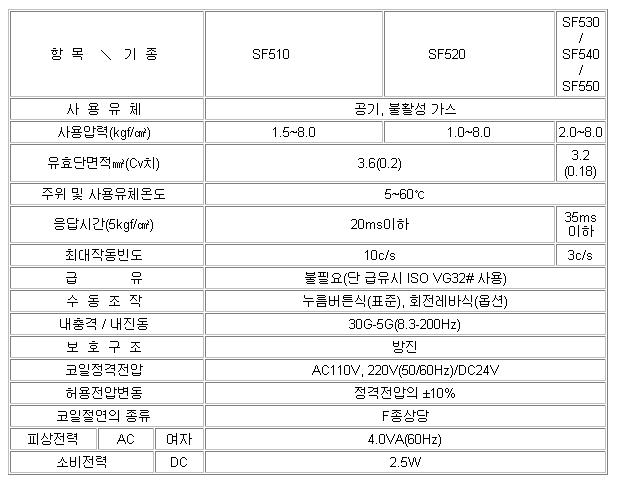 항 목 ＼ 기 종 SF510 SF520 SF530 / SF540 / SF550
사 용 유 체 공기, 불활성 가스
사용압력(kgf/㎠) 1.5~8.0 1.0~8.0 2.0~8.0
유효단면적㎟(Cv치) 3.6(0.2) 3.2 (0.18)
주위 및 사용유체온도 5~60℃
응답시간(5kgf/㎠) 20ms이하 35ms 이하
최대작동빈도 10c/s 3c/s
급 유 불필요(단 급유시 ISO VG32# 사용)
수 동 조 작 누름버튼식(표준), 회전레바식(옵션)
내충격 / 내진동 30G-5G(8.3-200Hz)
보 호 구 조 방진
코일정격전압 AC110V, 220V(50/60Hz)/DC24V
허용전압변동 정격전압의 ±10%
코일절연의 종류 F종상당
피상전력 AC 여자 4.0VA(60Hz)
소비전력 DC 2.5W